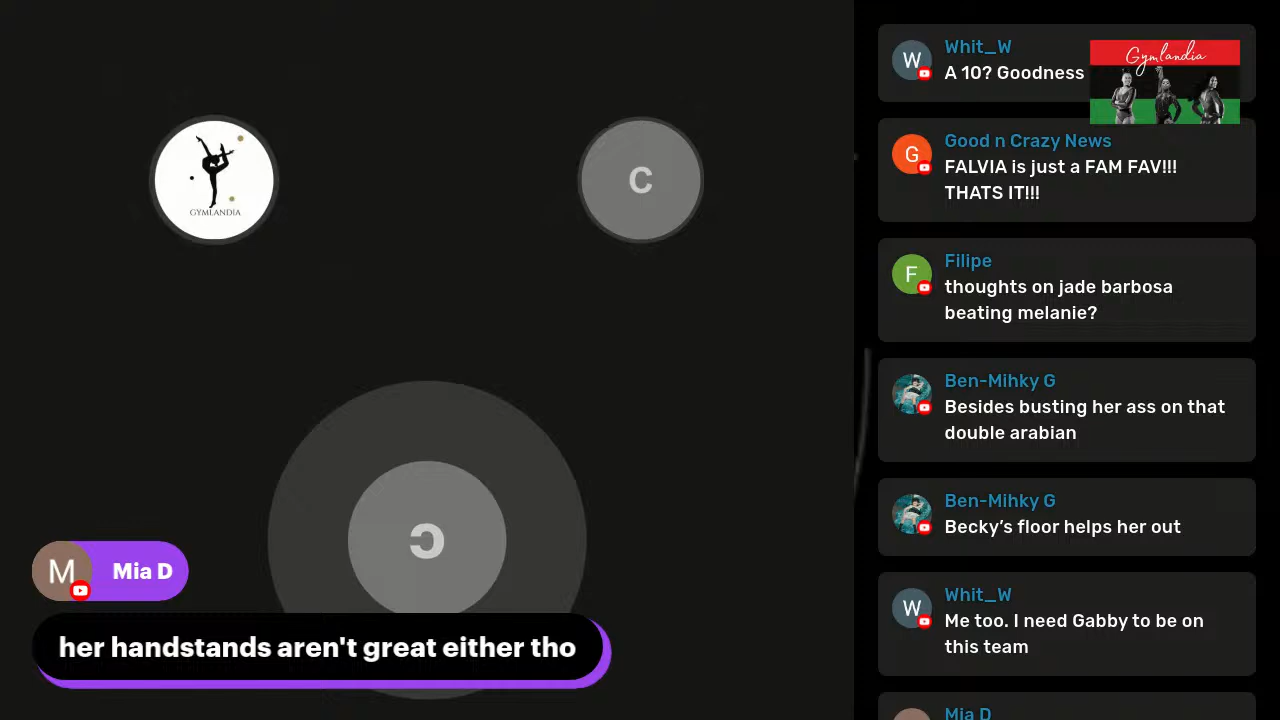 GYMLANDIA
C
C
M
Mia D
her handstands aren't great either tho
W
Whit_W
A 10? Goodness
Gymlandia
G
Good n Crazy News
FALVIA is just a FAM FAV!!!
THATS IT!!!
F
Filipe
thoughts on jade barbosa
beating melanie?
Ben-Mihky G
Besides busting her ass on that
double arabian
Ben-Mihky G
Becky’s floor helps her out
W
Whit_W
Me too. I need Gabby to be on
this team
Mia D